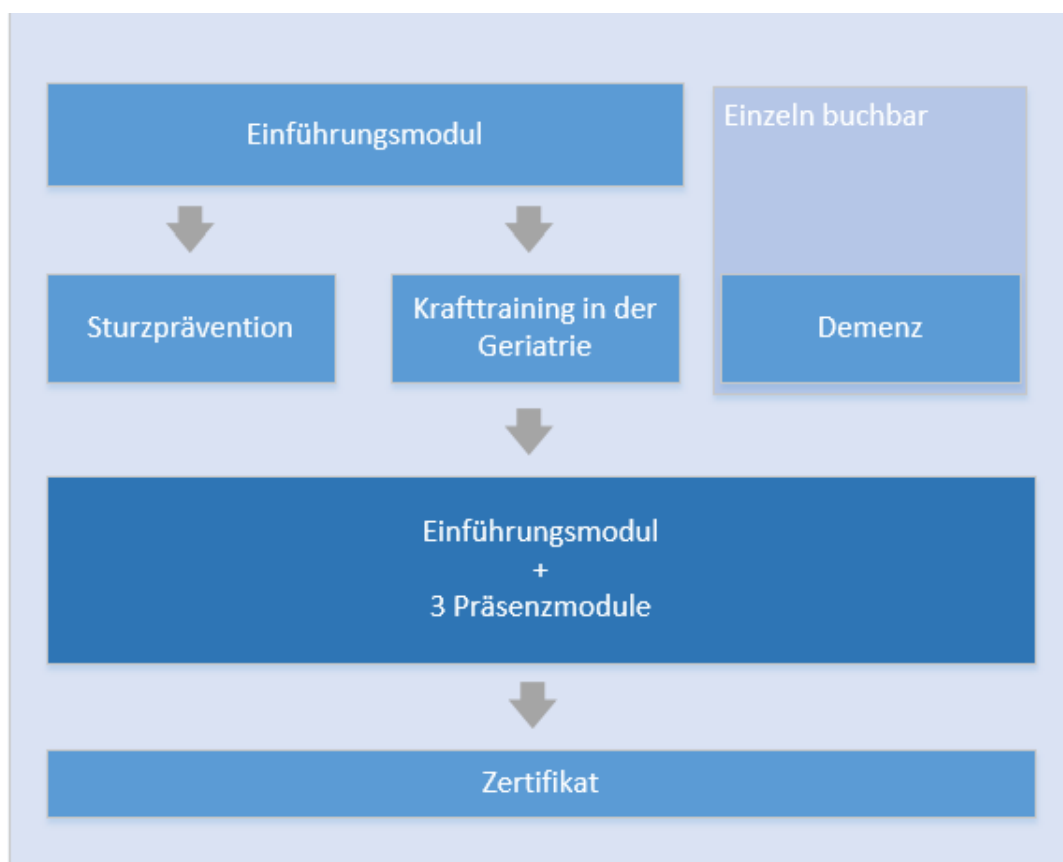 Einführungsmodul
Einzeln buchbar
Sturzprävention
Krafttraining in der
Geriatrie
Demenz
Einführungsmodul
+
3 Präsenzmodule
Zertifikat